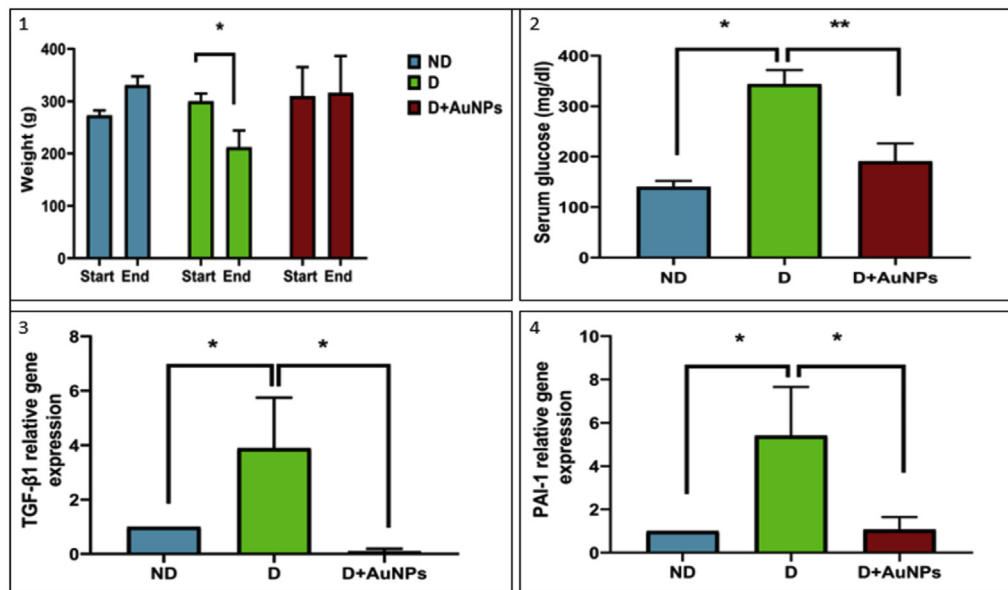 1
*
400
300
200
100
0
Weight (g)
Start End
Start End
Start End
ND
D
D+AuNPs
2
*
**
400
300
200
100
0
Serum glucose (mg/dl)
ND
D
D+AuNPs
3
*
*
8
6
4
2
0
TGF-β1 relative gene
expression
ND
D
D+AuNPs
4
*
*
10
8
6
4
2
0
PAI-1 relative gene
expression
ND
D
D+AuNPs